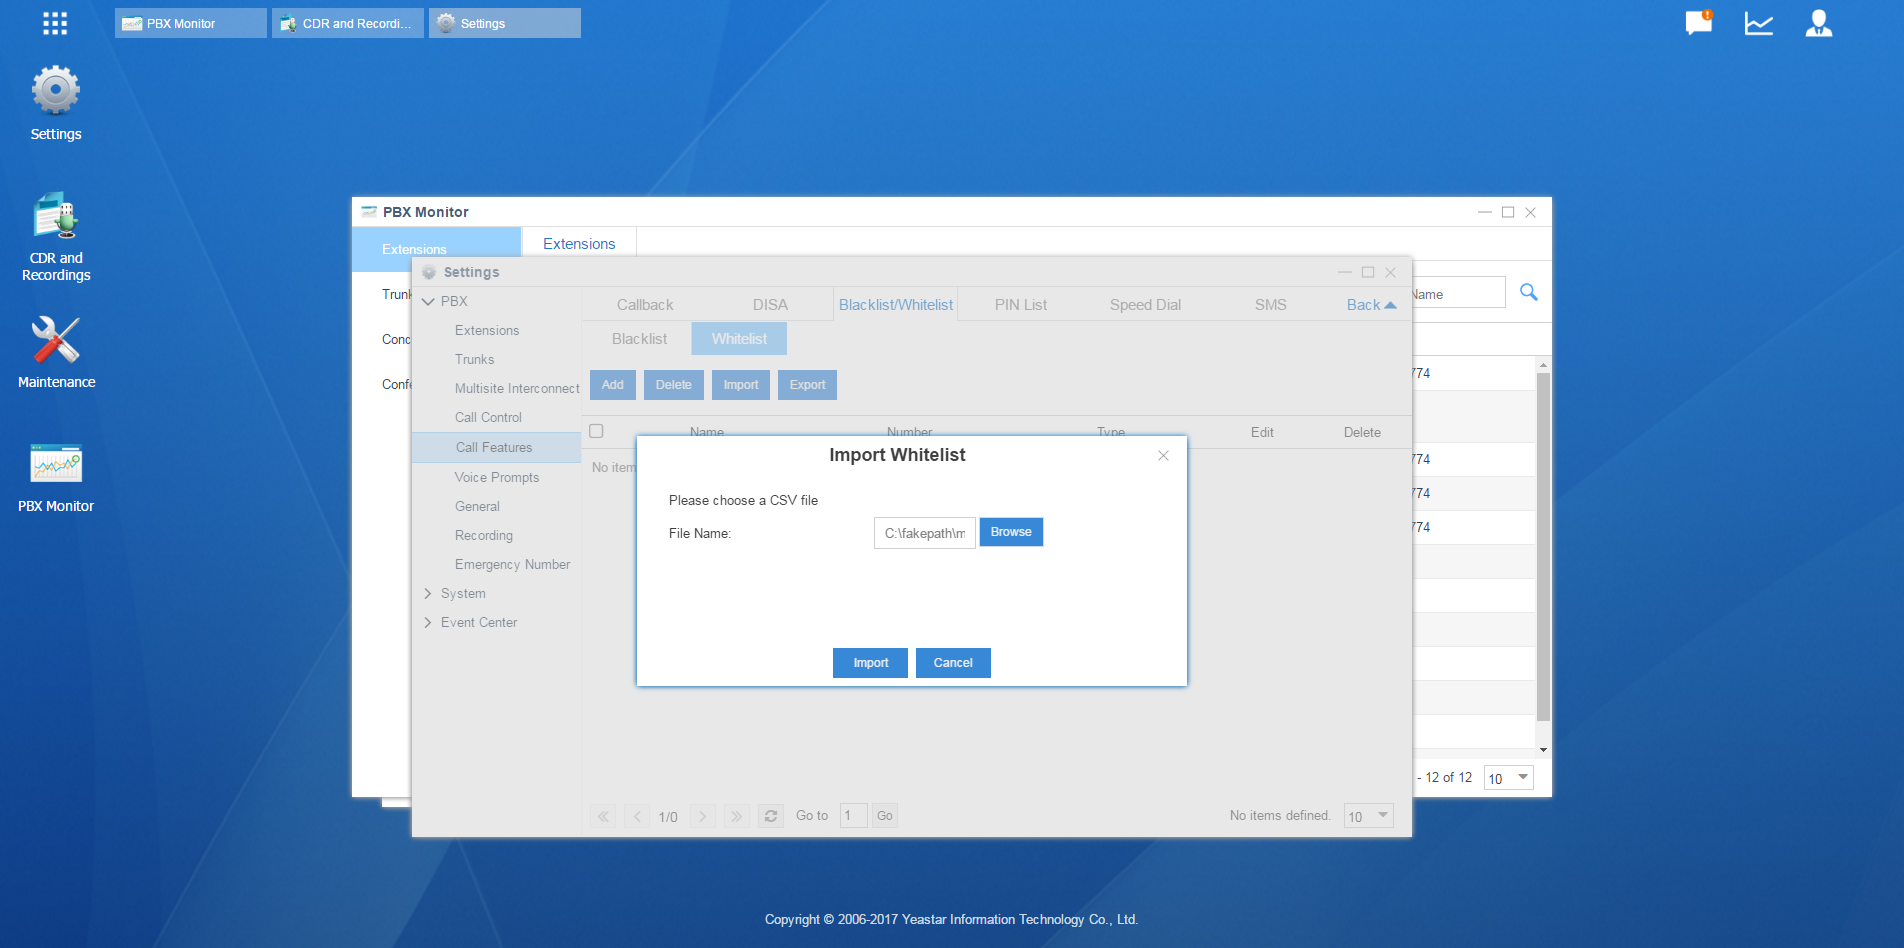 PBX Monitor
CDR and Recordi...
Settings
Settings
CDR and
Recordings
Maintenance
PBX Monitor
PBX Monitor
Extensions
Extensions
Name
774
774
774
774
- 12 of 12
10
Settings
PBX
Extensions
Trunks
Multisite Interconnect
Call Control
Call Features
Voice Prompts
General
Recording
Emergency Number
System
Event Center
Callback
DISA
Blacklist/Whitelist
PIN List
Speed Dial
SMS
Back
Blacklist
Whitelist
Add
Delete
Import
Export
Name
Number
Type
Edit
Delete
No item
Import Whitelist
Please choose a CSV file
File Name:
C:\fakepath\m
Browse
Import
Cancel
1/0
Go to
1
Go
No items defined.
10
Copyright © 2006-2017 Yeastar Information Technology Co., Ltd.